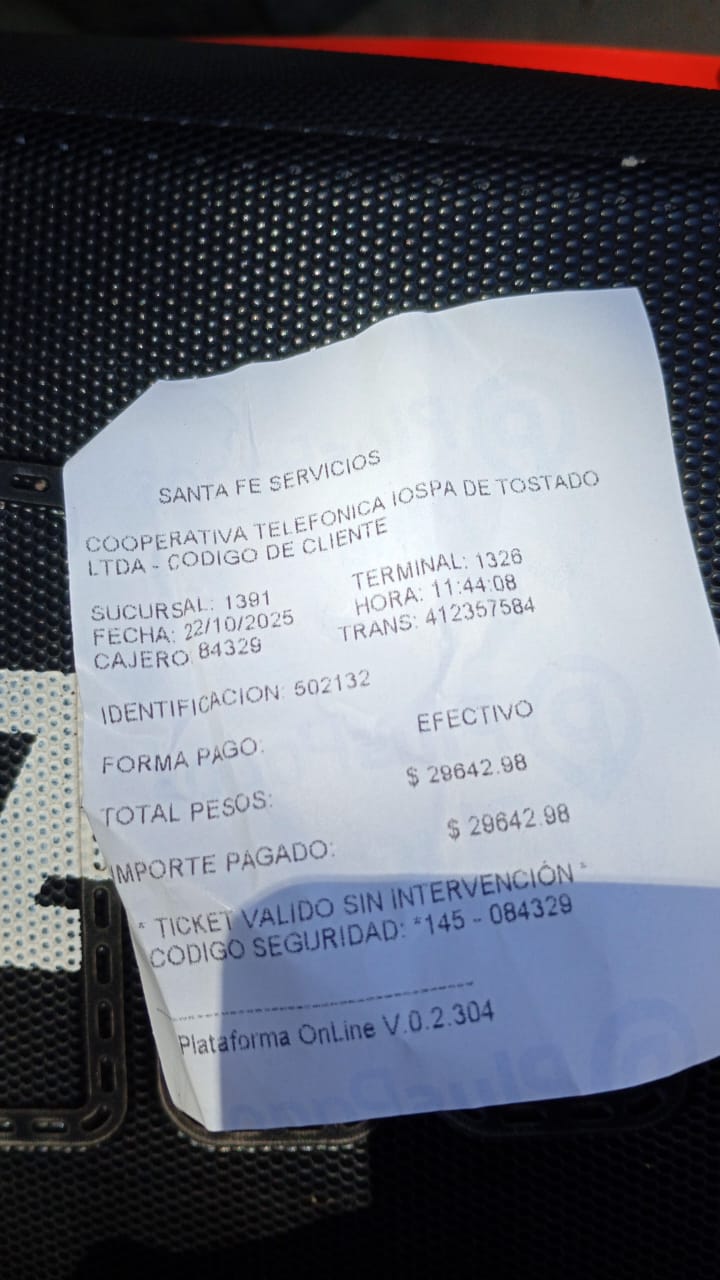 SANTA FE SERVICIOS
COOPERATIVA TELEFONICA IOSPA DE TOSTADO
LTDA - CODIGO DE CLIENTE
SUCURSAL: 1391 TERMINAL: 1326
FECHA: 22/10/2025 HORA: 11:44:08
CAJERO: 84329 TRANS: 412357584
IDENTIFICACION: 502132
FORMA PAGO: EFECTIVO
TOTAL PESOS: $ 29642.98
IMPORTE PAGADO: $ 29642.98
* TICKET VALIDO SIN INTERVENCIÓN *
CODIGO SEGURIDAD: *145 - 084329
Plataforma OnLine V.0.2.304